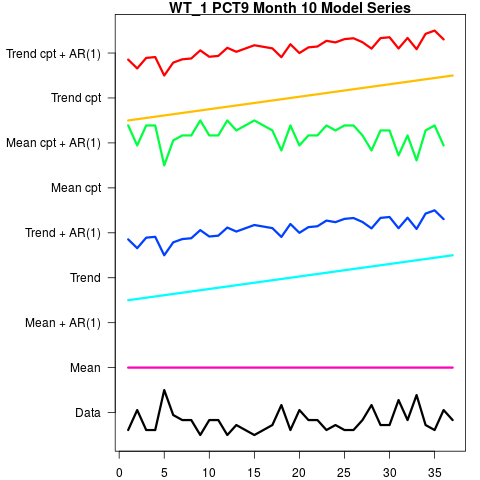 WT_1 PCT9 Month 10 Model Series
Trend cpt + AR(1)
Trend cpt
Mean cpt + AR(1)
Mean cpt
Trend + AR(1)
Trend
Mean + AR(1)
Mean
Data
0 5 10 15 20 25 30 35